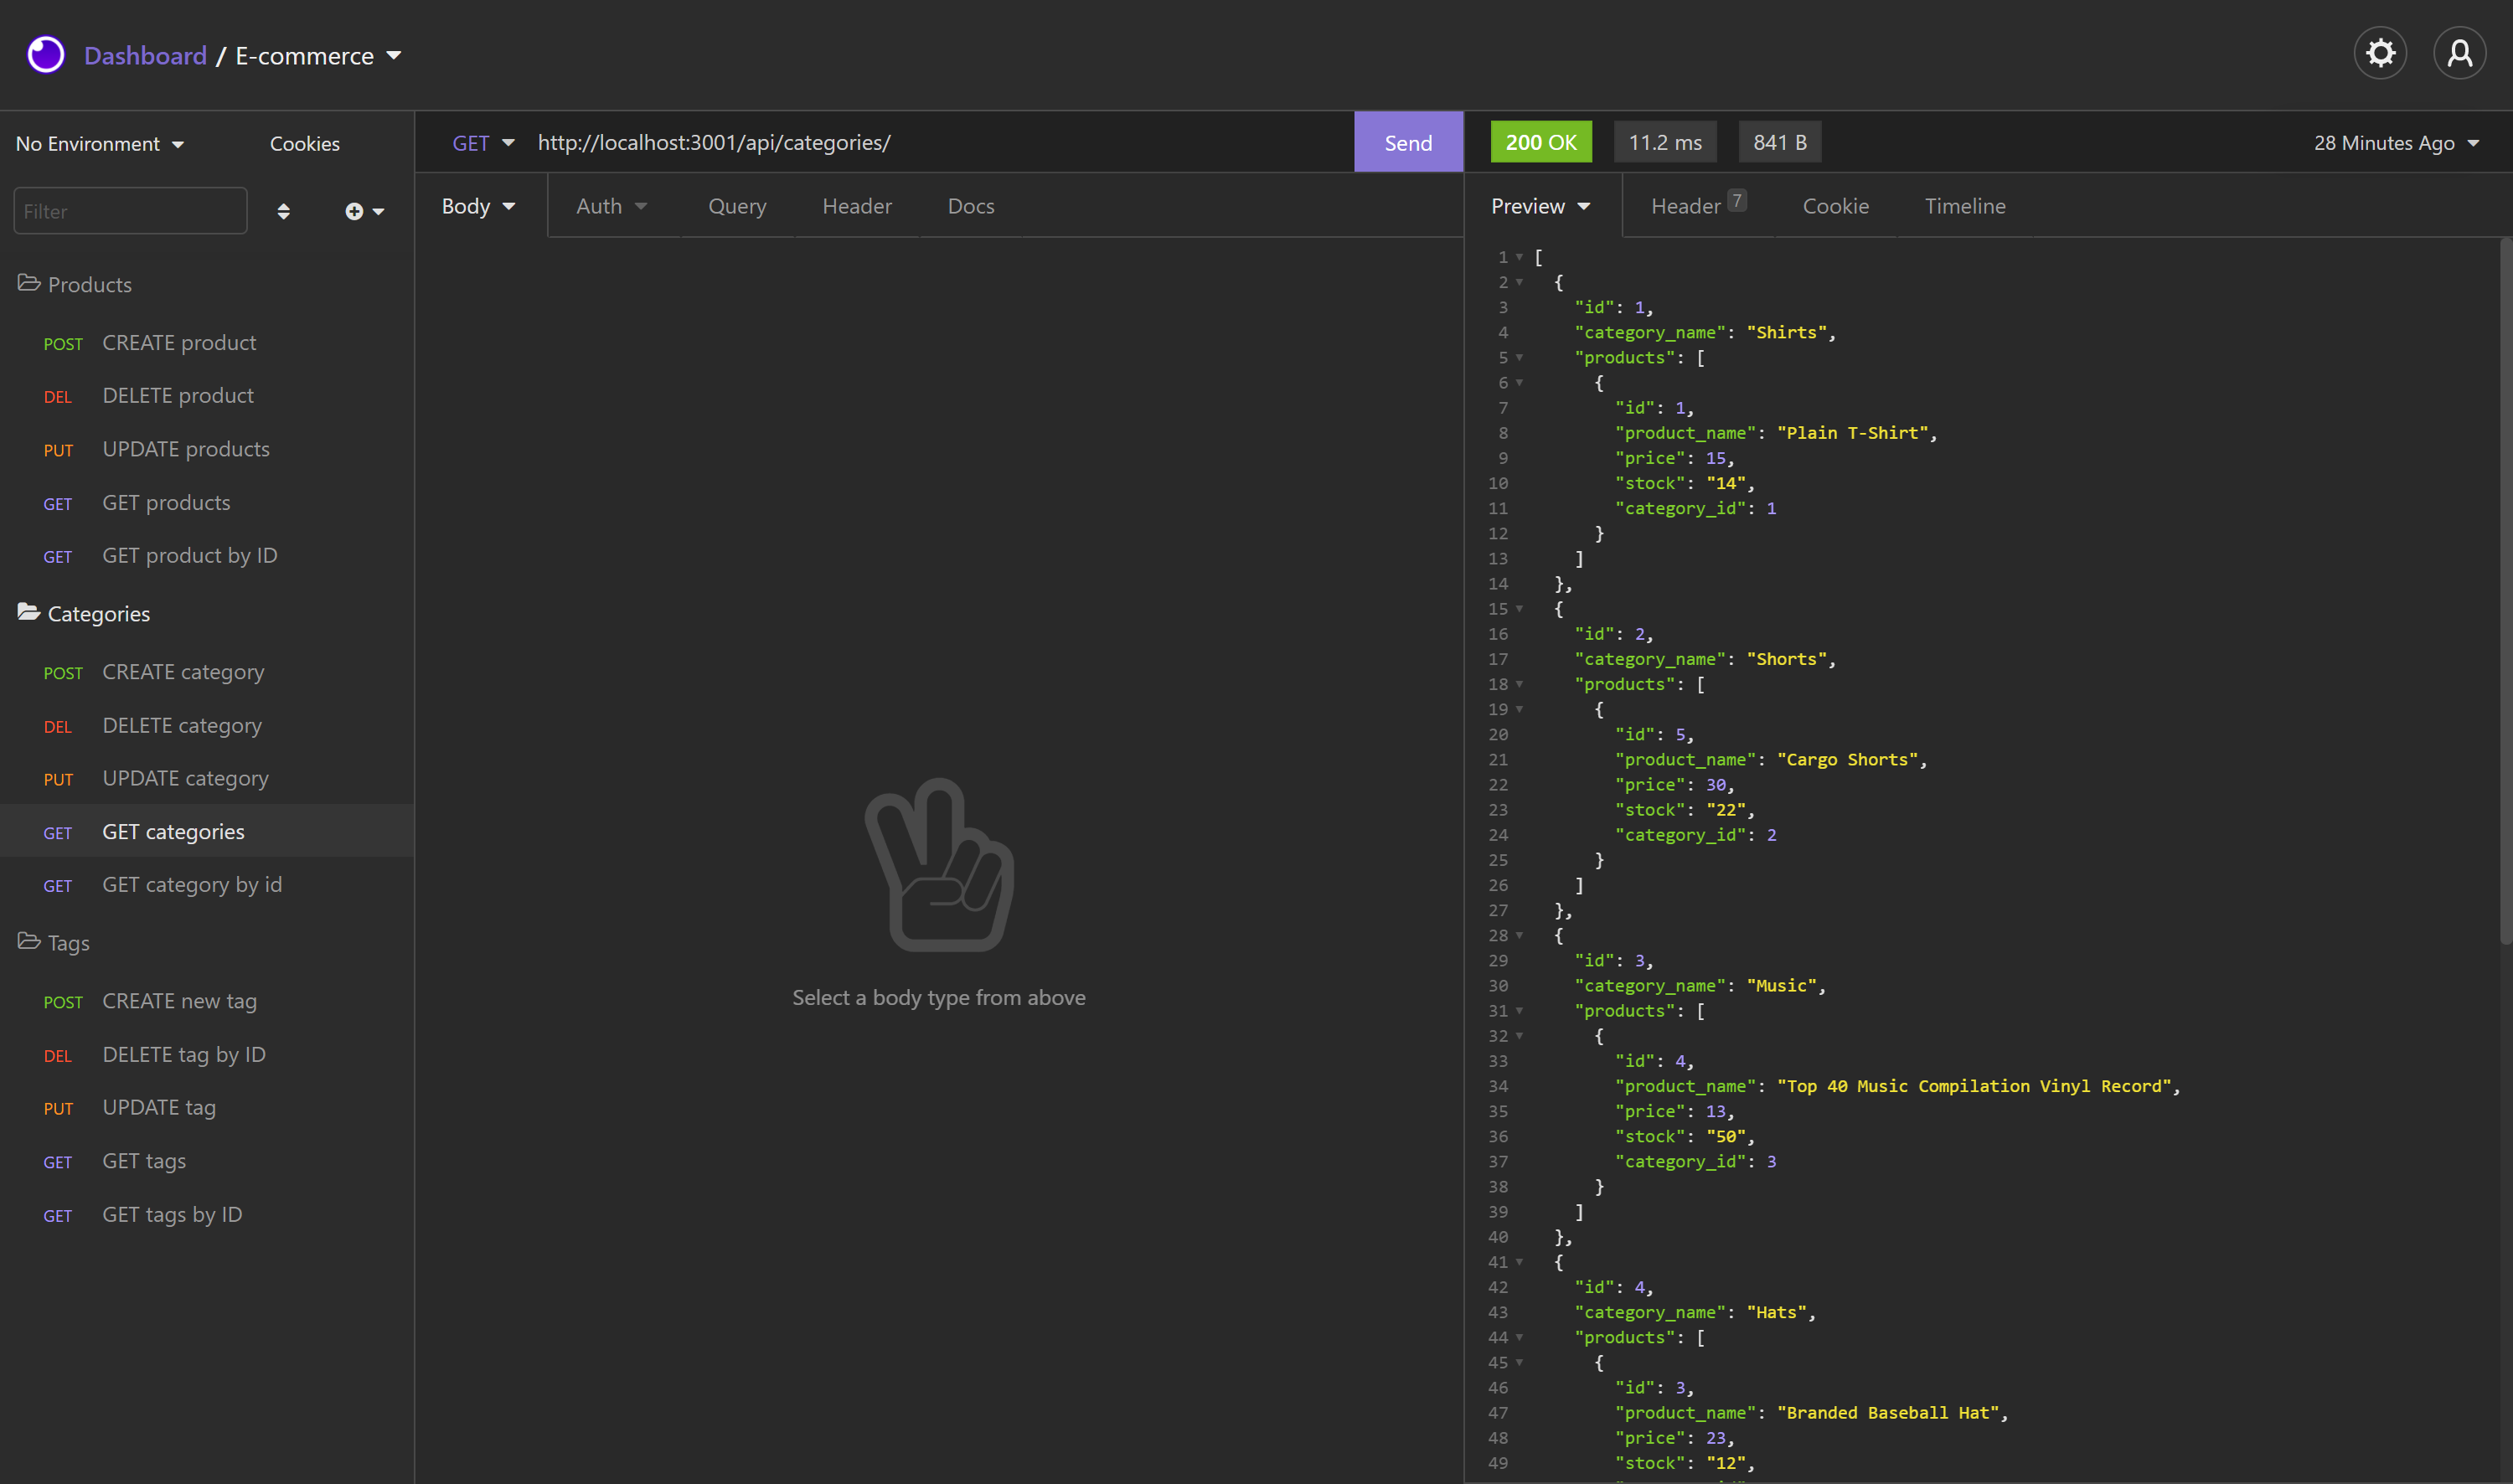 Dashboard / E-commerce
No Environment
Cookies
Filter
Products
POST CREATE product
DEL DELETE product
PUT UPDATE products
GET GET products
GET GET product by ID
Categories
POST CREATE category
DEL DELETE category
PUT UPDATE category
GET GET categories
GET GET category by id
Tags
POST CREATE new tag
DEL DELETE tag by ID
PUT UPDATE tag
GET GET tags
GET GET tags by ID
GET http://localhost:3001/api/categories/ Send
Body Auth Query Header Docs
Select a body type from above
200 OK 11.2 ms 841 B 28 Minutes Ago
Preview Header 7 Cookie Timeline
1 [
2 {
3 "id": 1,
4 "category_name": "Shirts",
5 "products": [
6 {
7 "id": 1,
8 "product_name": "Plain T-Shirt",
9 "price": 15,
10 "stock": "14",
11 "category_id": 1
12 }
13 ]
14 },
15 {
16 "id": 2,
17 "category_name": "Shorts",
18 "products": [
19 {
20 "id": 5,
21 "product_name": "Cargo Shorts",
22 "price": 30,
23 "stock": "22",
24 "category_id": 2
25 }
26 ]
27 },
28 {
29 "id": 3,
30 "category_name": "Music",
31 "products": [
32 {
33 "id": 4,
34 "product_name": "Top 40 Music Compilation Vinyl Record",
35 "price": 13,
36 "stock": "50",
37 "category_id": 3
38 }
39 ]
40 },
41 {
42 "id": 4,
43 "category_name": "Hats",
44 "products": [
45 {
46 "id": 3,
47 "product_name": "Branded Baseball Hat",
48 "price": 23,
49 "stock": "12",